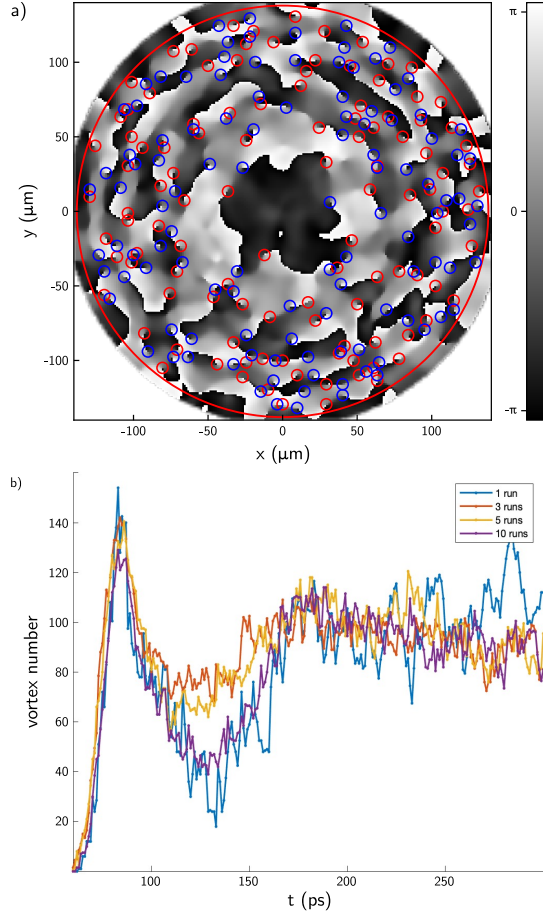 a)
π
100
50
0
-50
-100
y (μm)
0
-π
-100
-50
0
50
100
x (μm)
b)
1 run
3 runs
5 runs
10 runs
140
120
100
80
60
40
20
vortex number
100
150
200
250
t (ps)